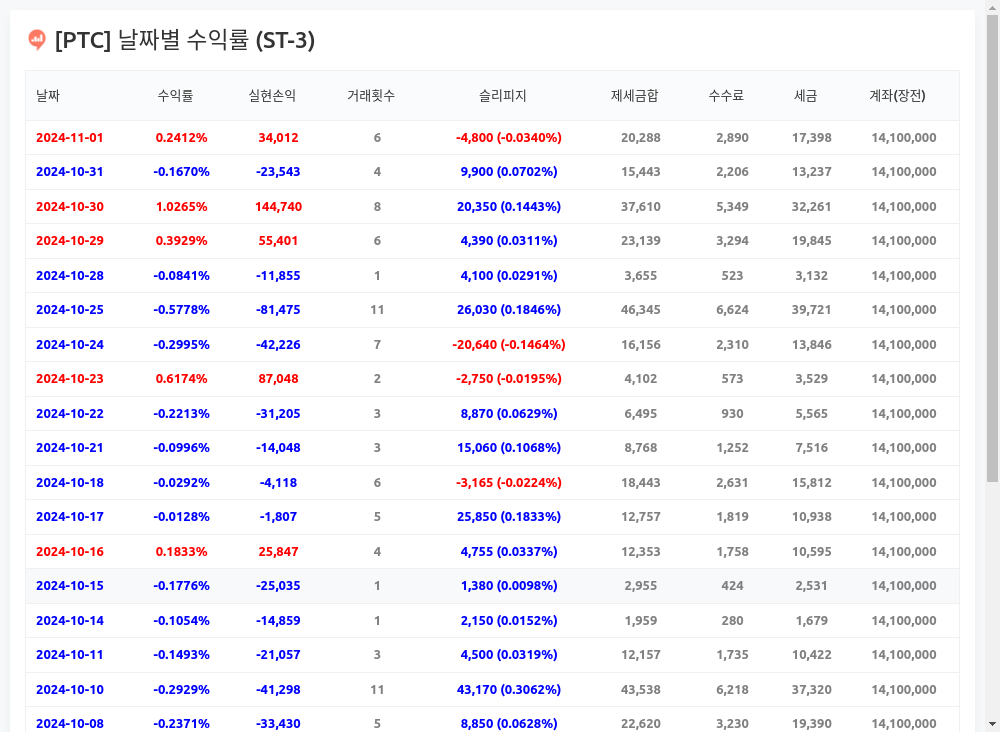 [PTC] 날짜별 수익률 (ST-3)
날짜 수익률 실현손익 거래횟수 슬리피지 제세금합 수수료 세금 계좌(장전)
2024-11-01 0.2412% 34,012 6 -4,800 (-0.0340%) 20,288 2,890 17,398 14,100,000
2024-10-31 -0.1670% -23,543 4 9,900 (0.0702%) 15,443 2,206 13,237 14,100,000
2024-10-30 1.0265% 144,740 8 20,350 (0.1443%) 37,610 5,349 32,261 14,100,000
2024-10-29 0.3929% 55,401 6 4,390 (0.0311%) 23,139 3,294 19,845 14,100,000
2024-10-28 -0.0841% -11,855 1 4,100 (0.0291%) 3,655 523 3,132 14,100,000
2024-10-25 -0.5778% -81,475 11 26,030 (0.1846%) 46,345 6,624 39,721 14,100,000
2024-10-24 -0.2995% -42,226 7 -20,640 (-0.1464%) 16,156 2,310 13,846 14,100,000
2024-10-23 0.6174% 87,048 2 -2,750 (-0.0195%) 4,102 573 3,529 14,100,000
2024-10-22 -0.2213% -31,205 3 8,870 (0.0629%) 6,495 930 5,565 14,100,000
2024-10-21 -0.0996% -14,048 3 15,060 (0.1068%) 8,768 1,252 7,516 14,100,000
2024-10-18 -0.0292% -4,118 6 -3,165 (-0.0224%) 18,443 2,631 15,812 14,100,000
2024-10-17 -0.0128% -1,807 5 25,850 (0.1833%) 12,757 1,819 10,938 14,100,000
2024-10-16 0.1833% 25,847 4 4,755 (0.0337%) 12,353 1,758 10,595 14,100,000
2024-10-15 -0.1776% -25,035 1 1,380 (0.0098%) 2,955 424 2,531 14,100,000
2024-10-14 -0.1054% -14,859 1 2,150 (0.0152%) 1,959 280 1,679 14,100,000
2024-10-11 -0.1493% -21,057 3 4,500 (0.0319%) 12,157 1,735 10,422 14,100,000
2024-10-10 -0.2929% -41,298 11 43,170 (0.3062%) 43,538 6,218 37,320 14,100,000
2024-10-08 -0.2371% -33,430 5 8,850 (0.0628%) 22,620 3,230 19,390 14,100,000